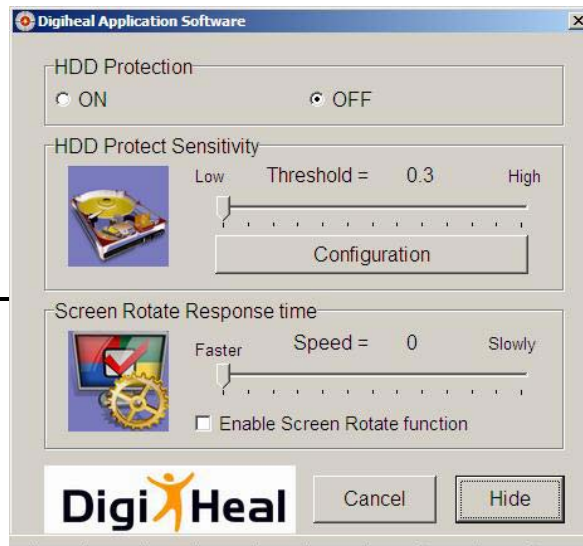 Digiheal Application Software
HDD Protection
ON OFF
HDD Protect Sensitivity
Low Threshold = 0.3 High
Configuration
Screen Rotate Response time
Faster Speed = 0 Slowly
Enable Screen Rotate function
DigiHeal Cancel Hide